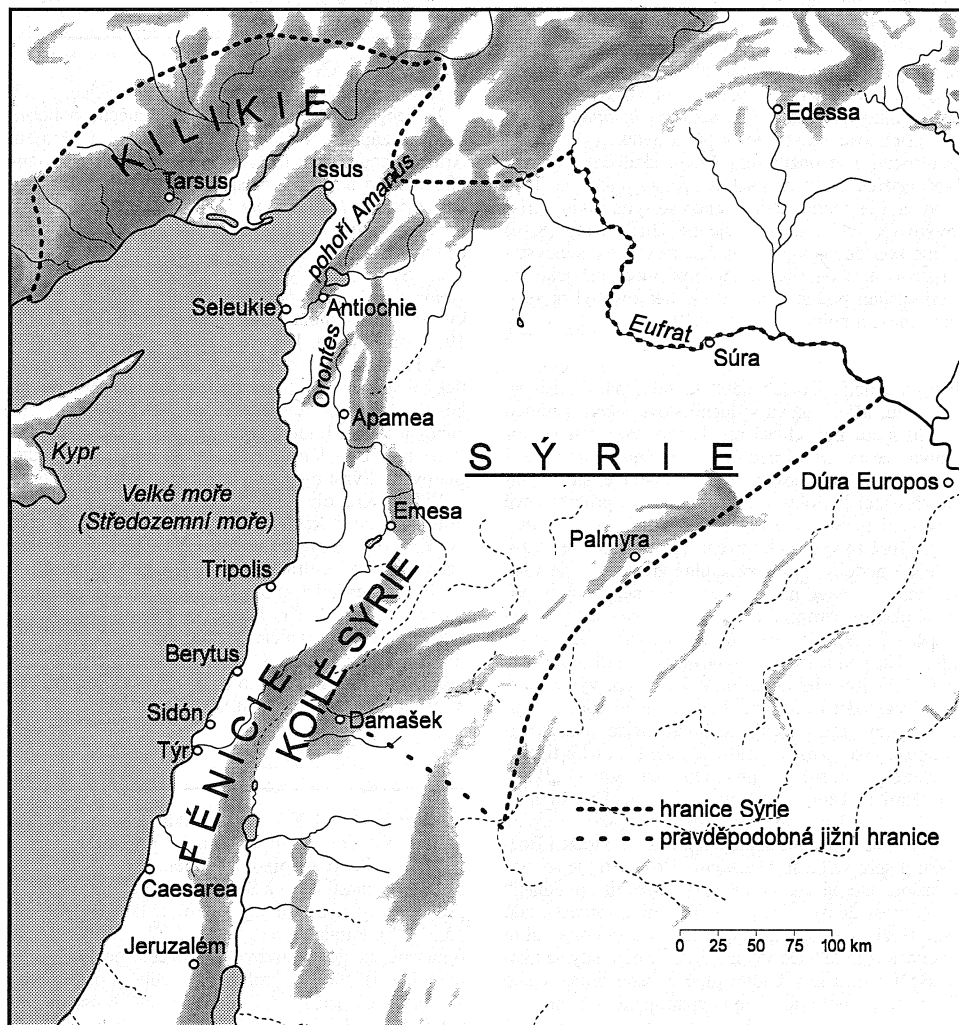 KILIKIE
Edessa
Tarsus
Issus
pohoří Amanus
Seleukie
Antiochie
Orontes
Eufrat
Súra
Apamea
Kypr
SÝRIE
Velké moře
(Středozemní moře)
Dúra Europos
Emesa
Palmyra
Tripolis
KOILÉ SÝRIE
Berytus
FÉNICIE
Sidón
Damašek
Týr
hranice Sýrie
pravděpodobná jižní hranice
Caesarea
Jeruzalém
0 25 50 75 100 km